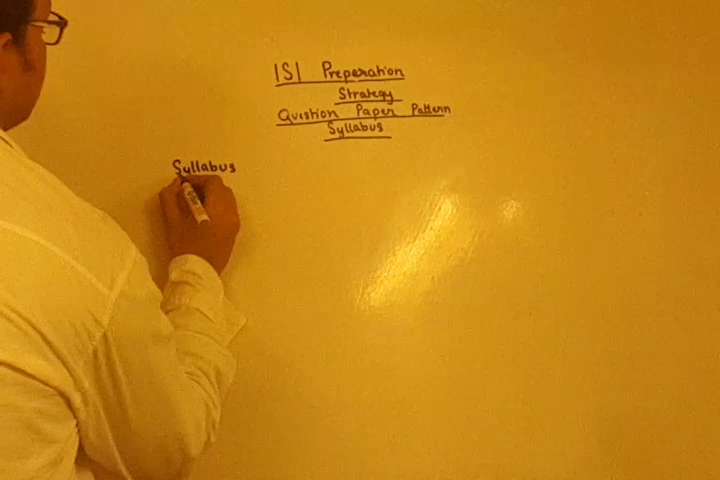 ISI Preperation
Strategy
Question Paper Pattern
Syllabus
Syllabus